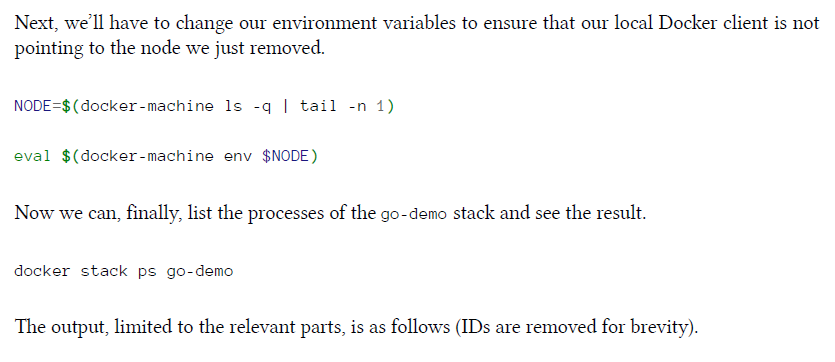 Next, we’ll have to change our environment variables to ensure that our local Docker client is not
pointing to the node we just removed.
NODE=$(docker-machine ls -q | tail -n 1)
eval $(docker-machine env $NODE)
Now we can, finally, list the processes of the go-demo stack and see the result.
docker stack ps go-demo
The output, limited to the relevant parts, is as follows (IDs are removed for brevity).